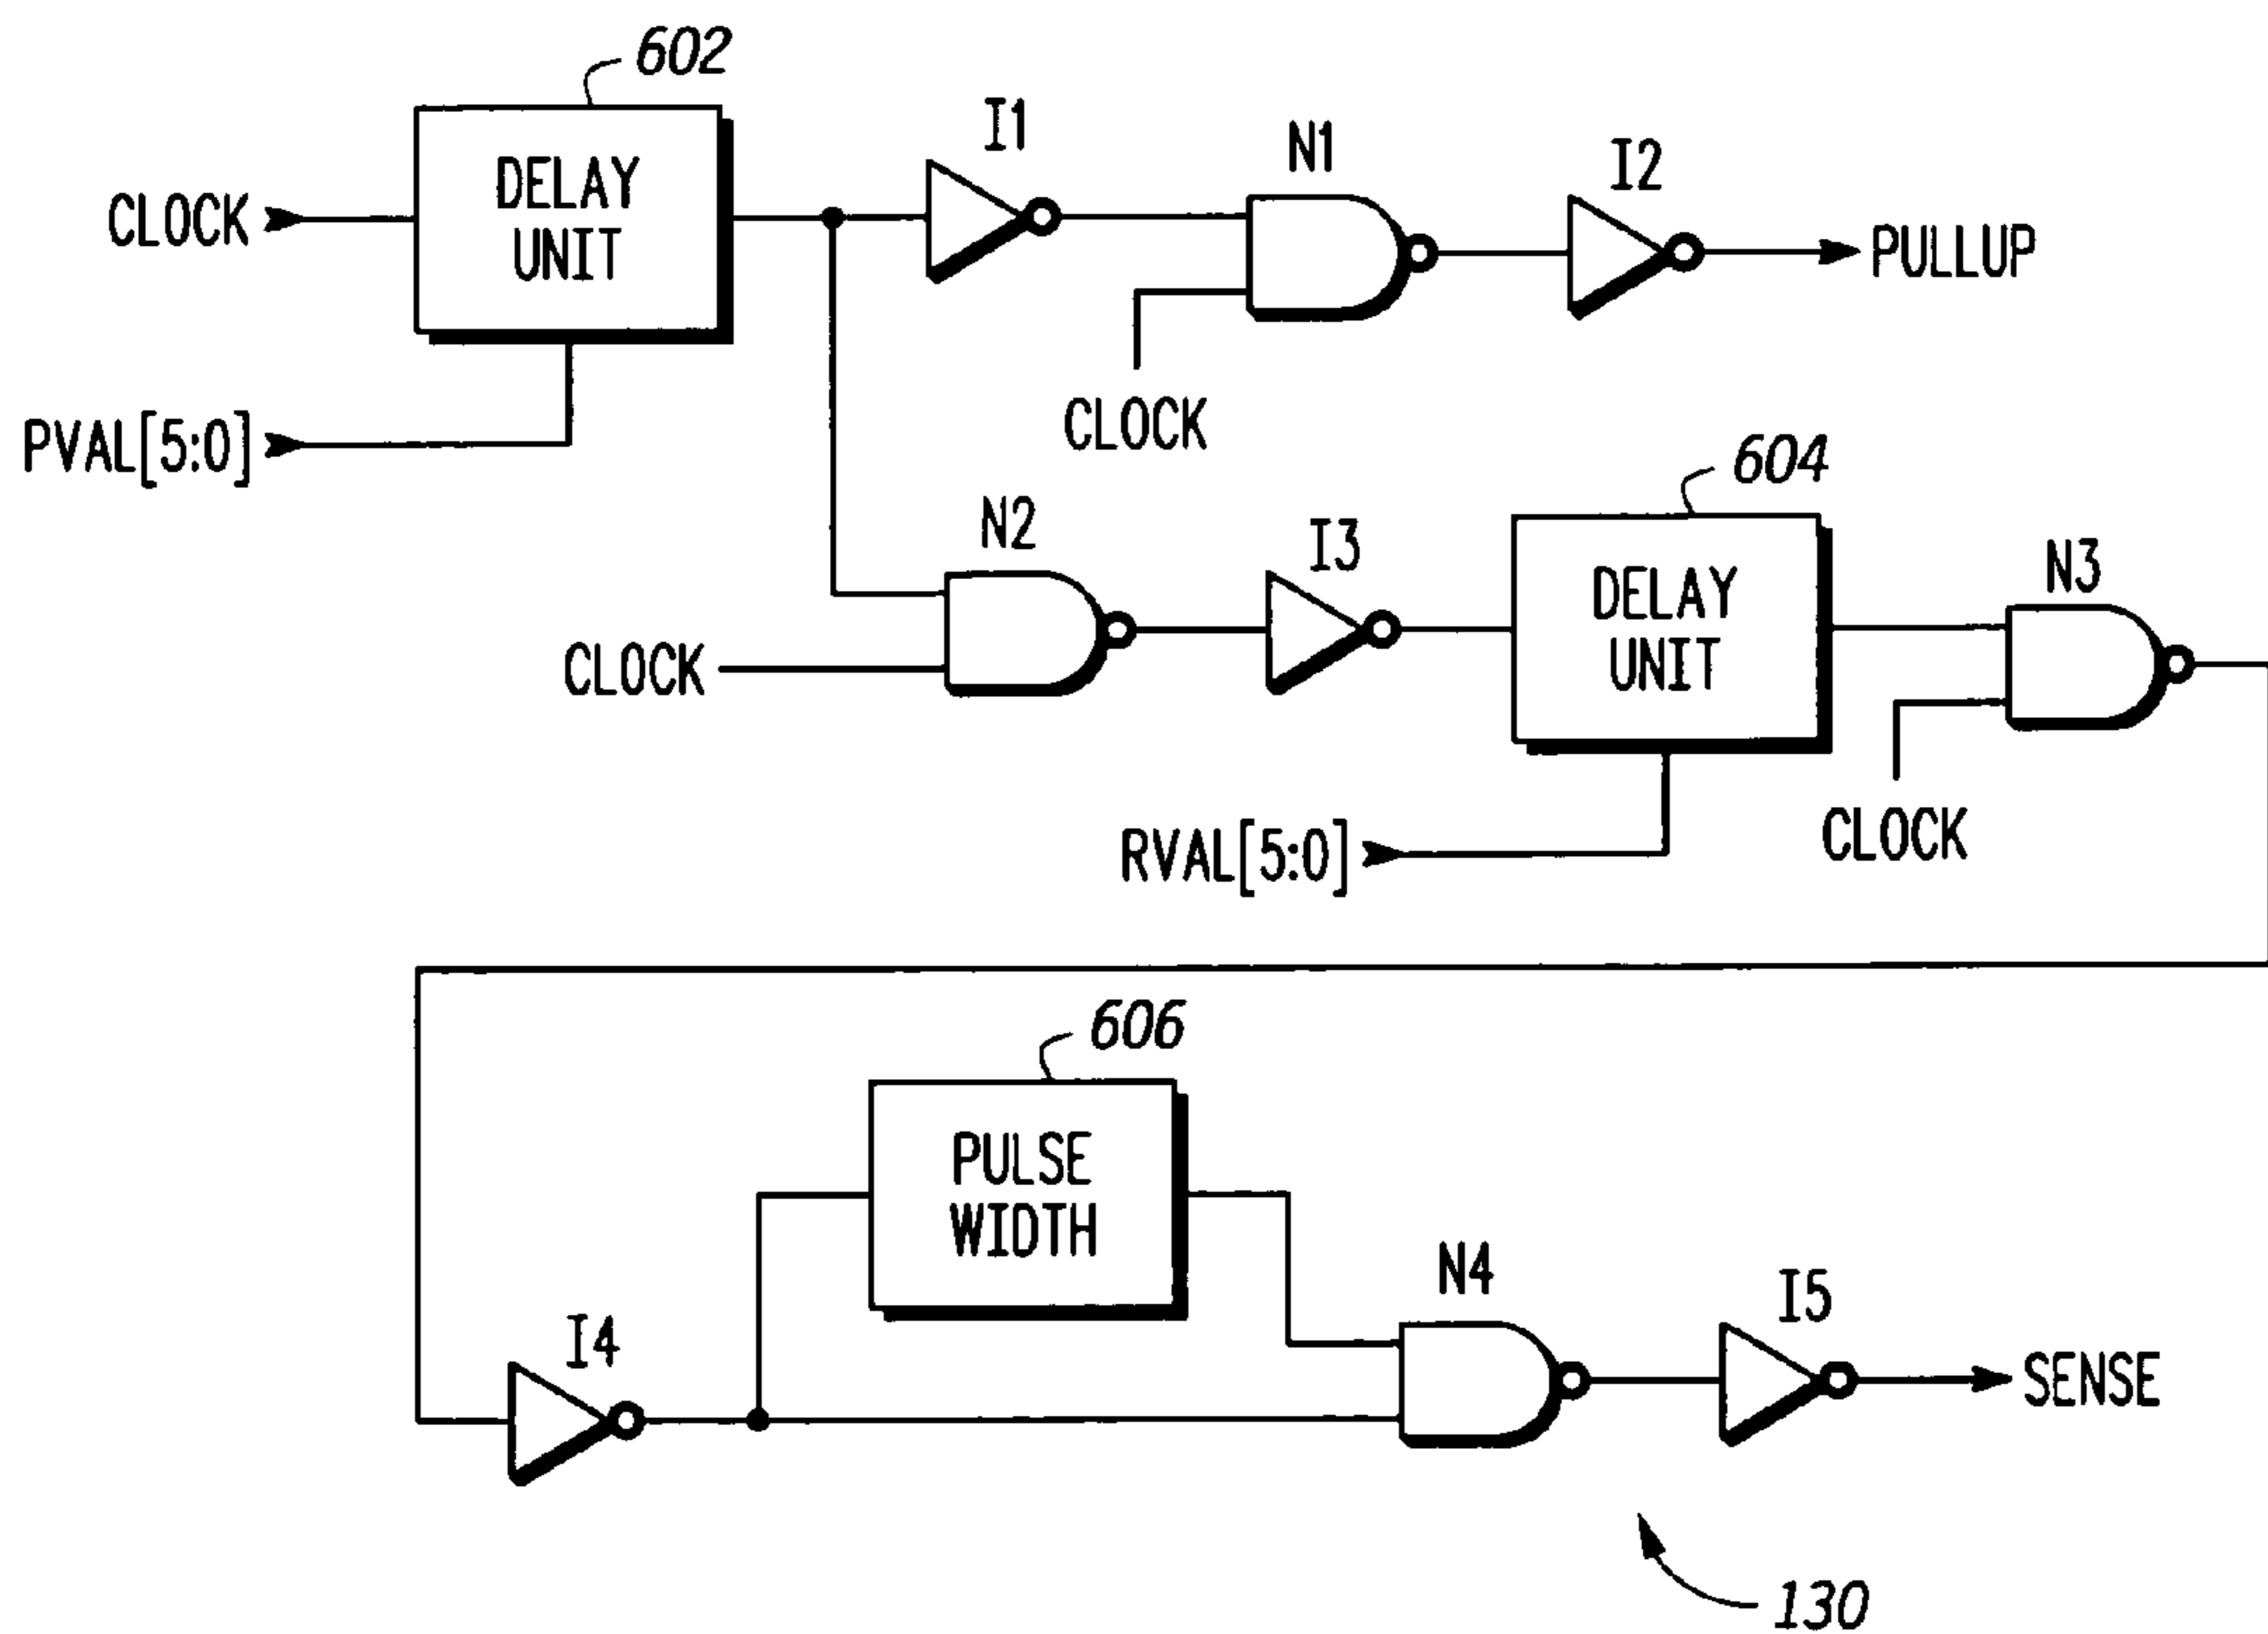 602
I1
N1
I2
DELAY
UNIT
CLOCK
PULLUP
PVAL[5:0]
CLOCK
604
N2
I3
N3
DELAY
UNIT
CLOCK
RVAL[5:0]
CLOCK
606
PULSE
WIDTH
N4
I5
I4
SENSE
130